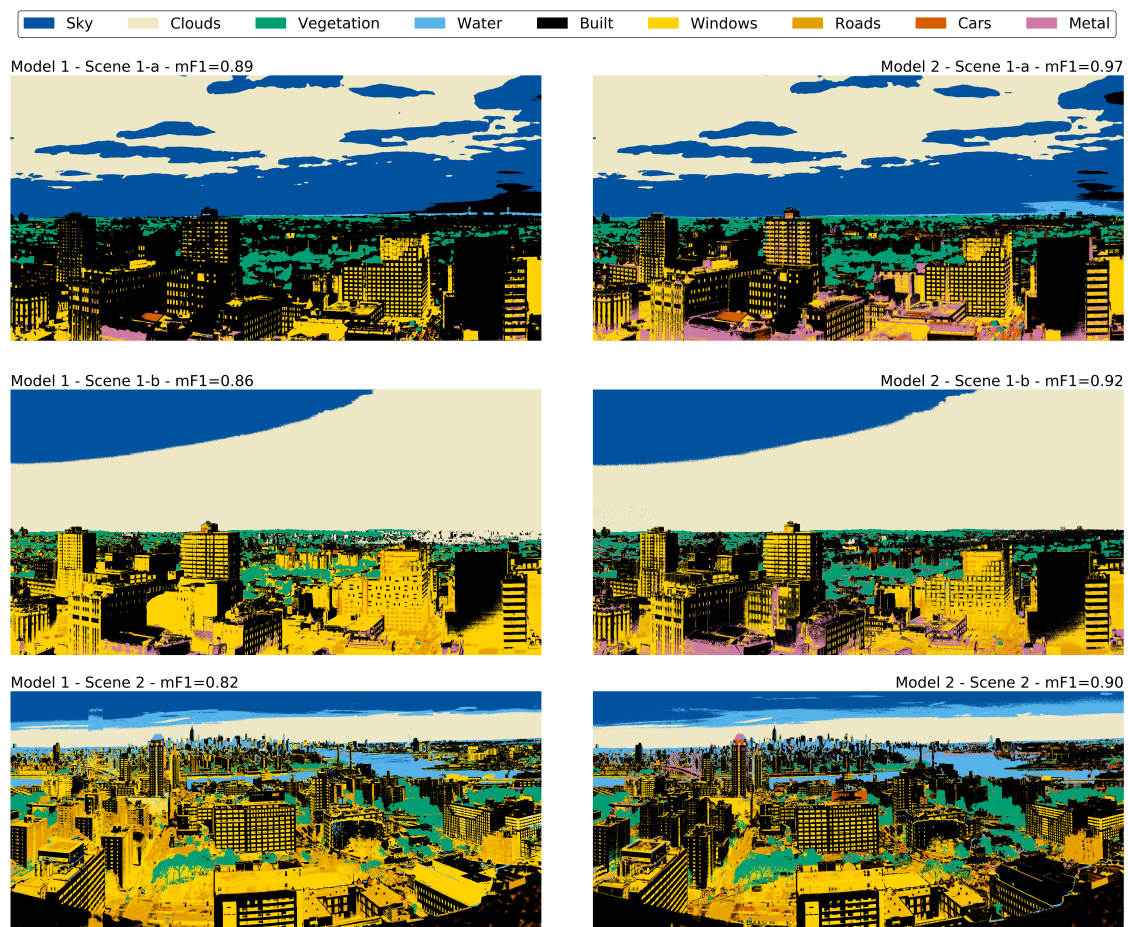 Sky Clouds Vegetation Water Built Windows Roads Cars Metal
Model 1 - Scene 1-a - mF1=0.89
Model 2 - Scene 1-a - mF1=0.97
Model 1 - Scene 1-b - mF1=0.86
Model 2 - Scene 1-b - mF1=0.92
Model 1 - Scene 2 - mF1=0.82
Model 2 - Scene 2 - mF1=0.90